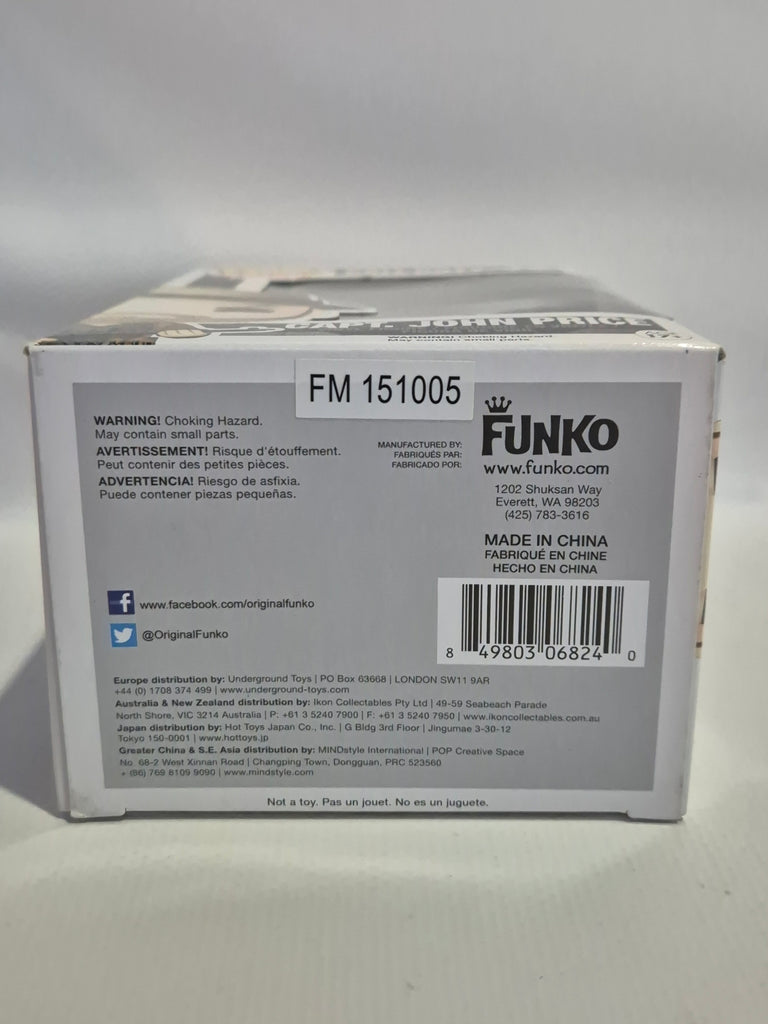 CAPT. JOHN PRICE
WARNING! Choking Hazard.
May contain small parts.
FM 151005
WARNING! Choking Hazard.
May contain small parts.
AVERTISSEMENT! Risque d'étouffement.
Peut contenir des petites pièces.
ADVERTENCIA! Riesgo de asfixia.
Puede contener piezas pequeñas.
MANUFACTURED BY:
FABRIQUÉS PAR:
FABRICADO POR:
FUNKO
www.funko.com
1202 Shuksan Way
Everett, WA 98203
(425) 783-3616
MADE IN CHINA
FABRIQUÉ EN CHINE
HECHO EN CHINA
www.facebook.com/originalfunko
@OriginalFunko
8 49803 06824 0
Europe distribution by: Underground Toys | PO Box 63668 | LONDON SW11 9AR
+44 (0) 1708 374 499 | www.underground-toys.com
Australia & New Zealand distribution by: Ikon Collectables Pty Ltd | 49-59 Seabeach Parade
North Shore, VIC 3214 Australia | P: +61 3 5240 7900 | F: +61 3 5240 7950 | www.ikoncollectables.com.au
Japan distribution by: Hot Toys Japan Co., Inc. | G Bldg 3rd Floor | Jingumae 3-30-12
Tokyo 150-0001 | www.hottoys.jp
Greater China & S.E. Asia distribution by: MINDstyle International | POP Creative Space
No. 68-2 West Xinnan Road | Changping Town, Dongguan, PRC 523560
+ (86) 769 8109 9090 | www.mindstyle.com
Not a toy. Pas un jouet. No es un juguete.